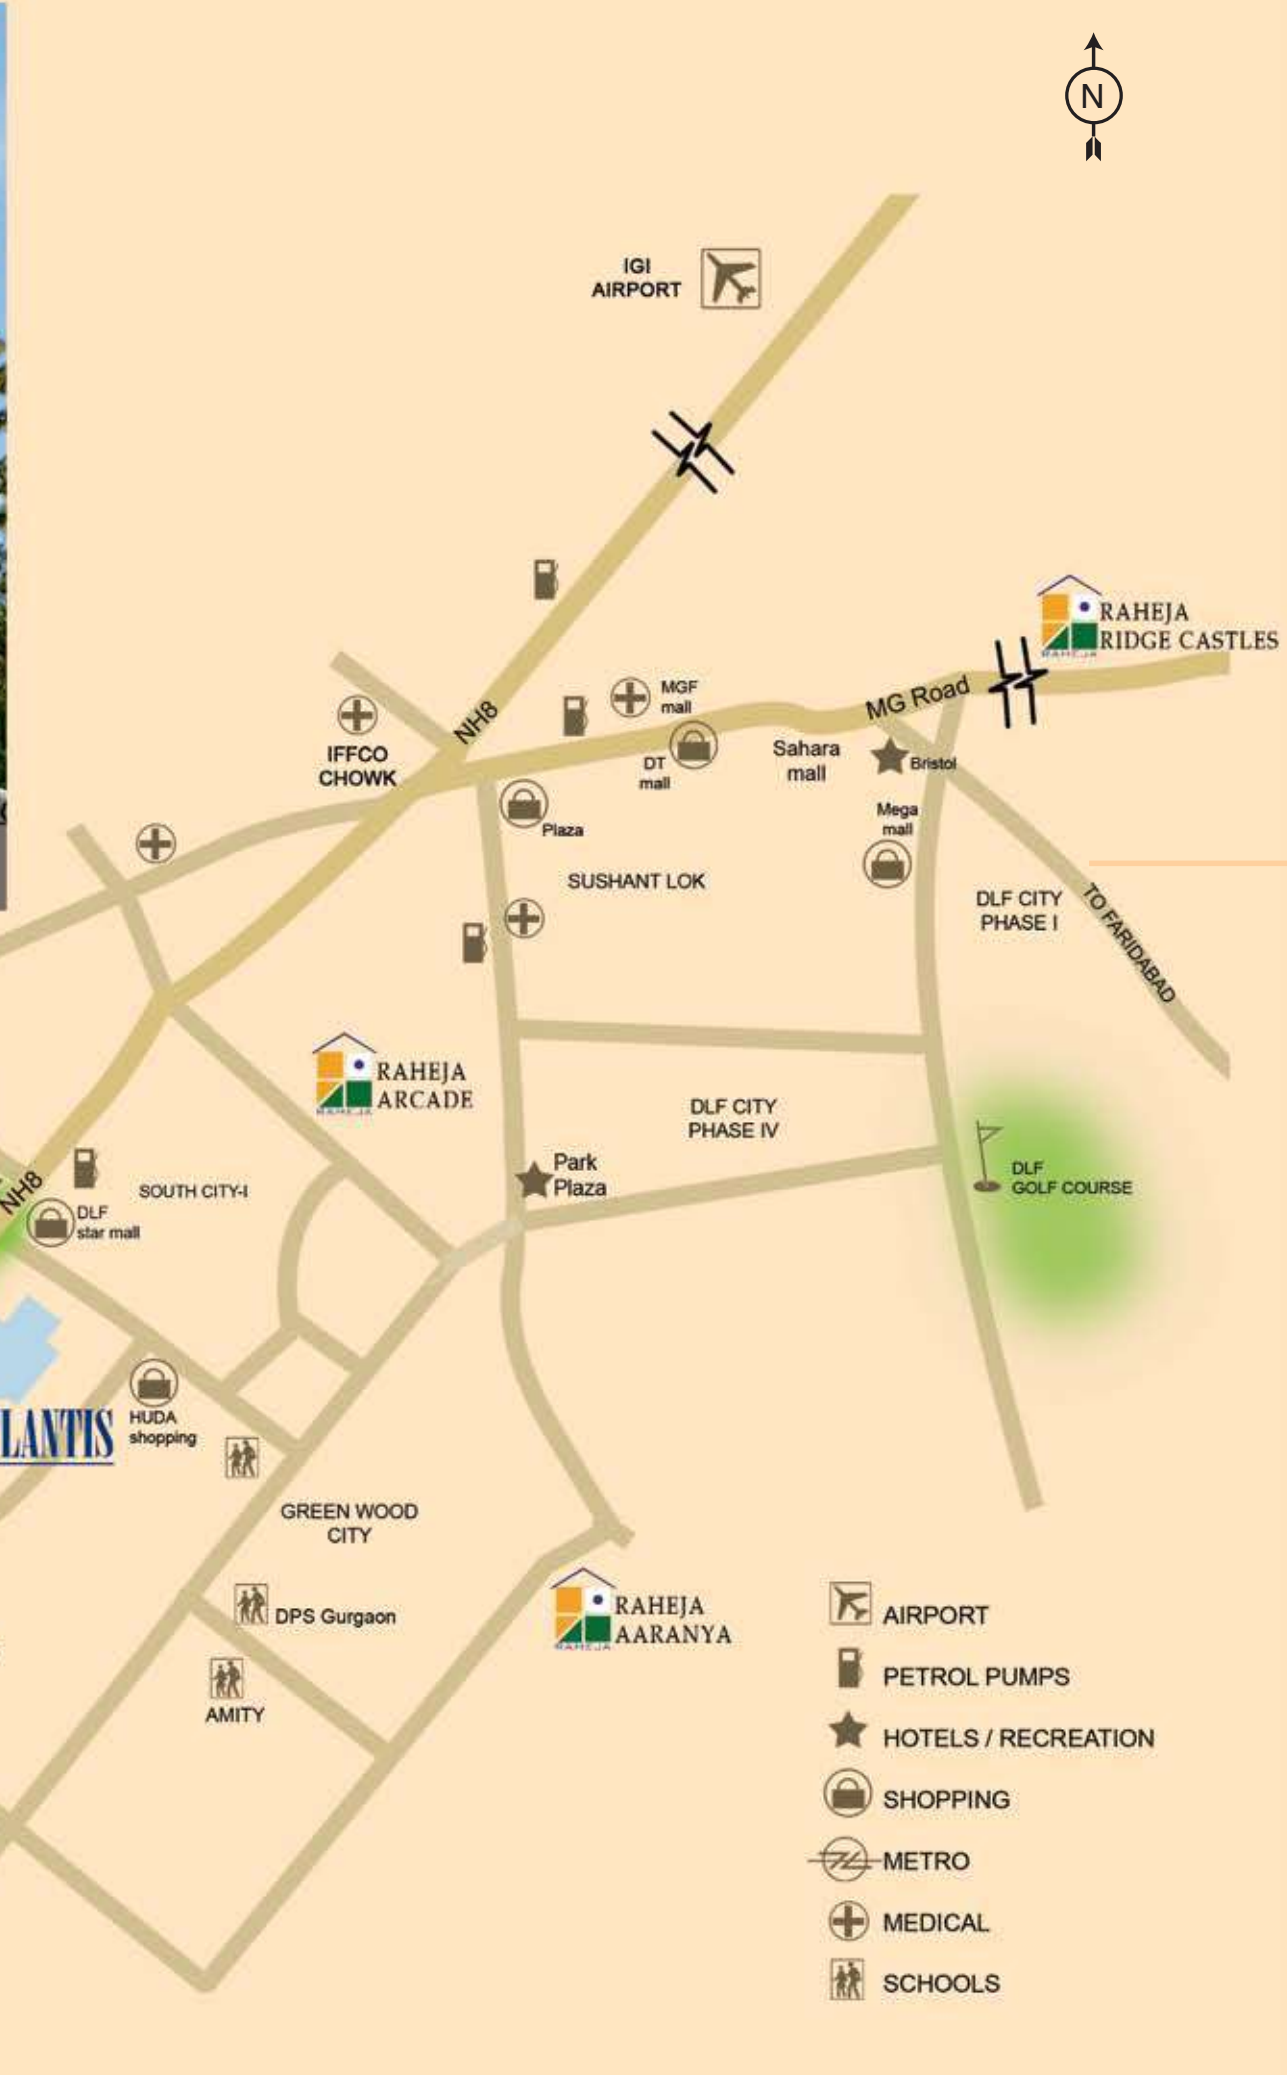 N
IGI
AIRPORT
RAHEJA
RIDGE CASTLES
RAHEJA
MGF
mall
MG Road
NH8
IFFCO
CHOWK
DT
mall
Sahara
mall
Bristol
Mega
mall
Plaza
SUSHANT LOK
DLF CITY
PHASE I
TO FARIDABAD
RAHEJA
ARCADE
RAHEJA
DLF CITY
PHASE IV
Park
Plaza
DLF
GOLF COURSE
NH8
SOUTH CITY-I
DLF
star mall
LANTIS
HUDA
shopping
GREEN WOOD
CITY
DPS Gurgaon
AMITY
RAHEJA
AARANYA
RAHEJA
AIRPORT
PETROL PUMPS
HOTELS / RECREATION
SHOPPING
METRO
MEDICAL
SCHOOLS